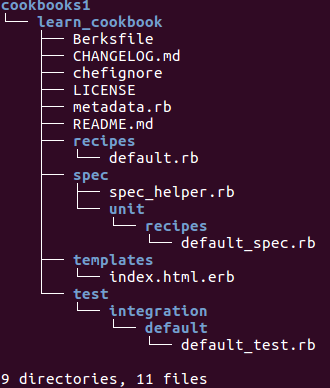 cookbooks1
└── learn_cookbook
    ├── Berksfile
    ├── CHANGELOG.md
    ├── chefignore
    ├── LICENSE
    ├── metadata.rb
    ├── README.md
    ├── recipes
    │   └── default.rb
    ├── spec
    │   ├── spec_helper.rb
    │   └── unit
    │       └── recipes
    │           └── default_spec.rb
    ├── templates
    │   └── index.html.erb
    └── test
        └── integration
            └── default
                └── default_test.rb

9 directories, 11 files